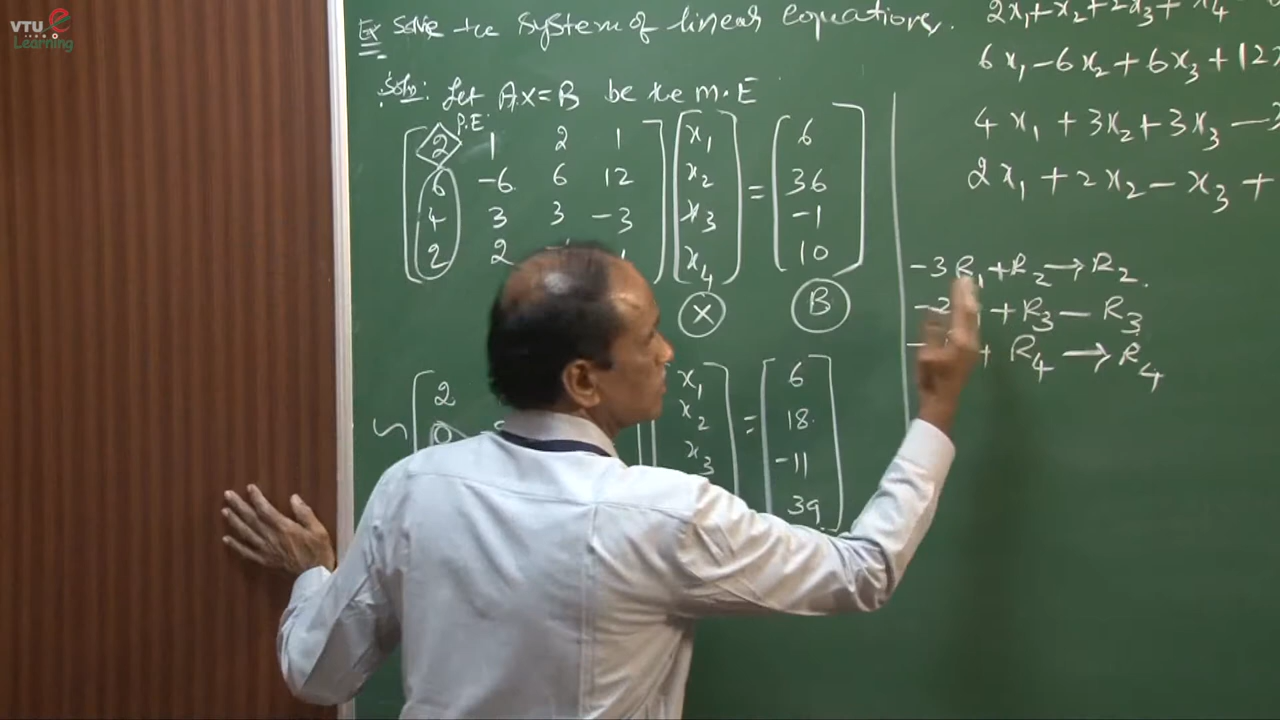 VTU e
Learning
Ex Solve the system of linear equations.
2x₁+x₂+2x₃+x₄
6x₁-6x₂+6x₃+12x
Soln: Let AX=B be the M.E
4x₁+3x₂+3x₃-3
P.E
2 1 2 1 x₁ 6
6 -6 6 12 x₂ = 36
4 3 3 -3 x₃ -1
2 2 x₄ 10
2x₁+2x₂-x₃+
X B
-3R₁+R₂→R₂.
+R₃-R₃
+R₄→R₄
2 x₁ 6
0 x₂ = 18
x₃ -11
39